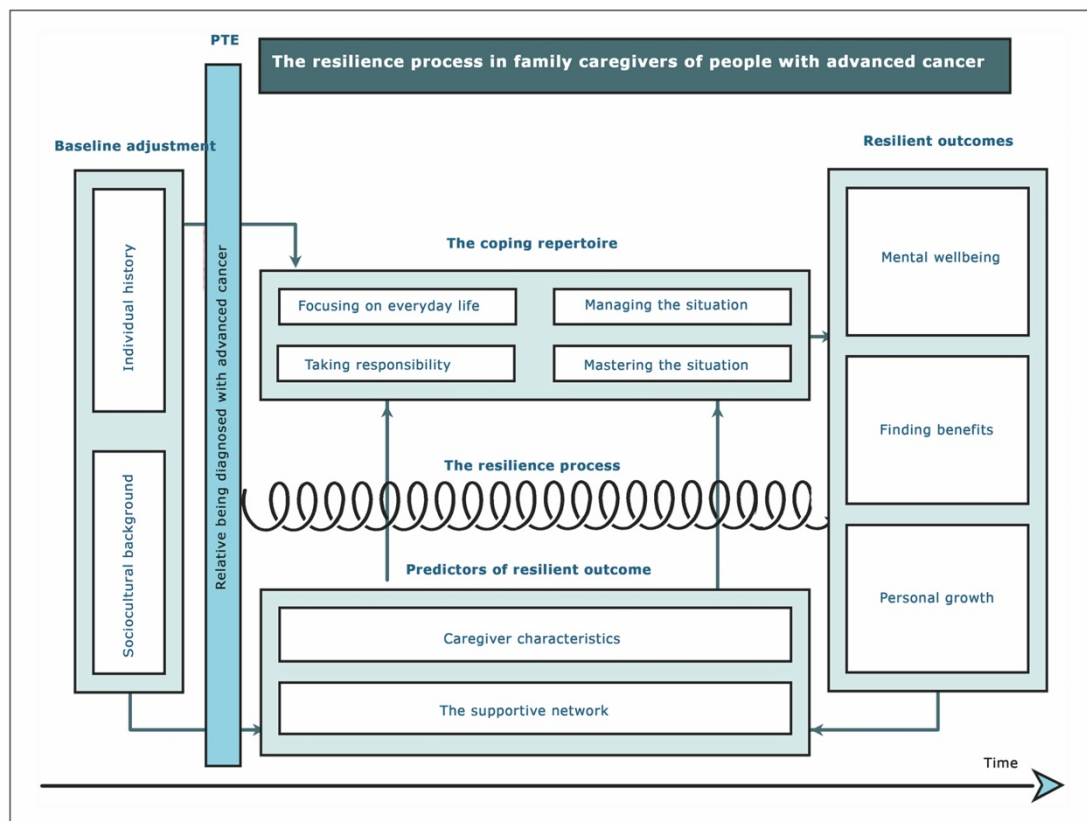 PTE
The resilience process in family caregivers of people with advanced cancer
Baseline adjustment
Resilient outcomes
Individual history
Sociocultural background
Relative being diagnosed with advanced cancer
The coping repertoire
Focusing on everyday life
Managing the situation
Taking responsibility
Mastering the situation
The resilience process
Predictors of resilient outcome
Caregiver characteristics
The supportive network
Mental wellbeing
Finding benefits
Personal growth
Time